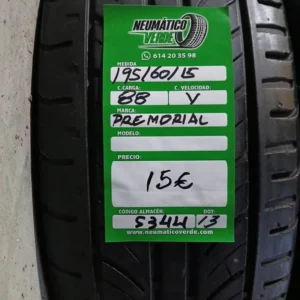 NEUMÁTICO
VERDE
614 20 35 98
MEDIDA
195/60/15
C.CARGA: C. VELOCIDAD:
88 V
MARCA:
PREMORIAL
MODELO:
PRECIO:
15€
CÓDIGO ALMACÉN: DOT:
S344 13
www.neumaticoverde.com